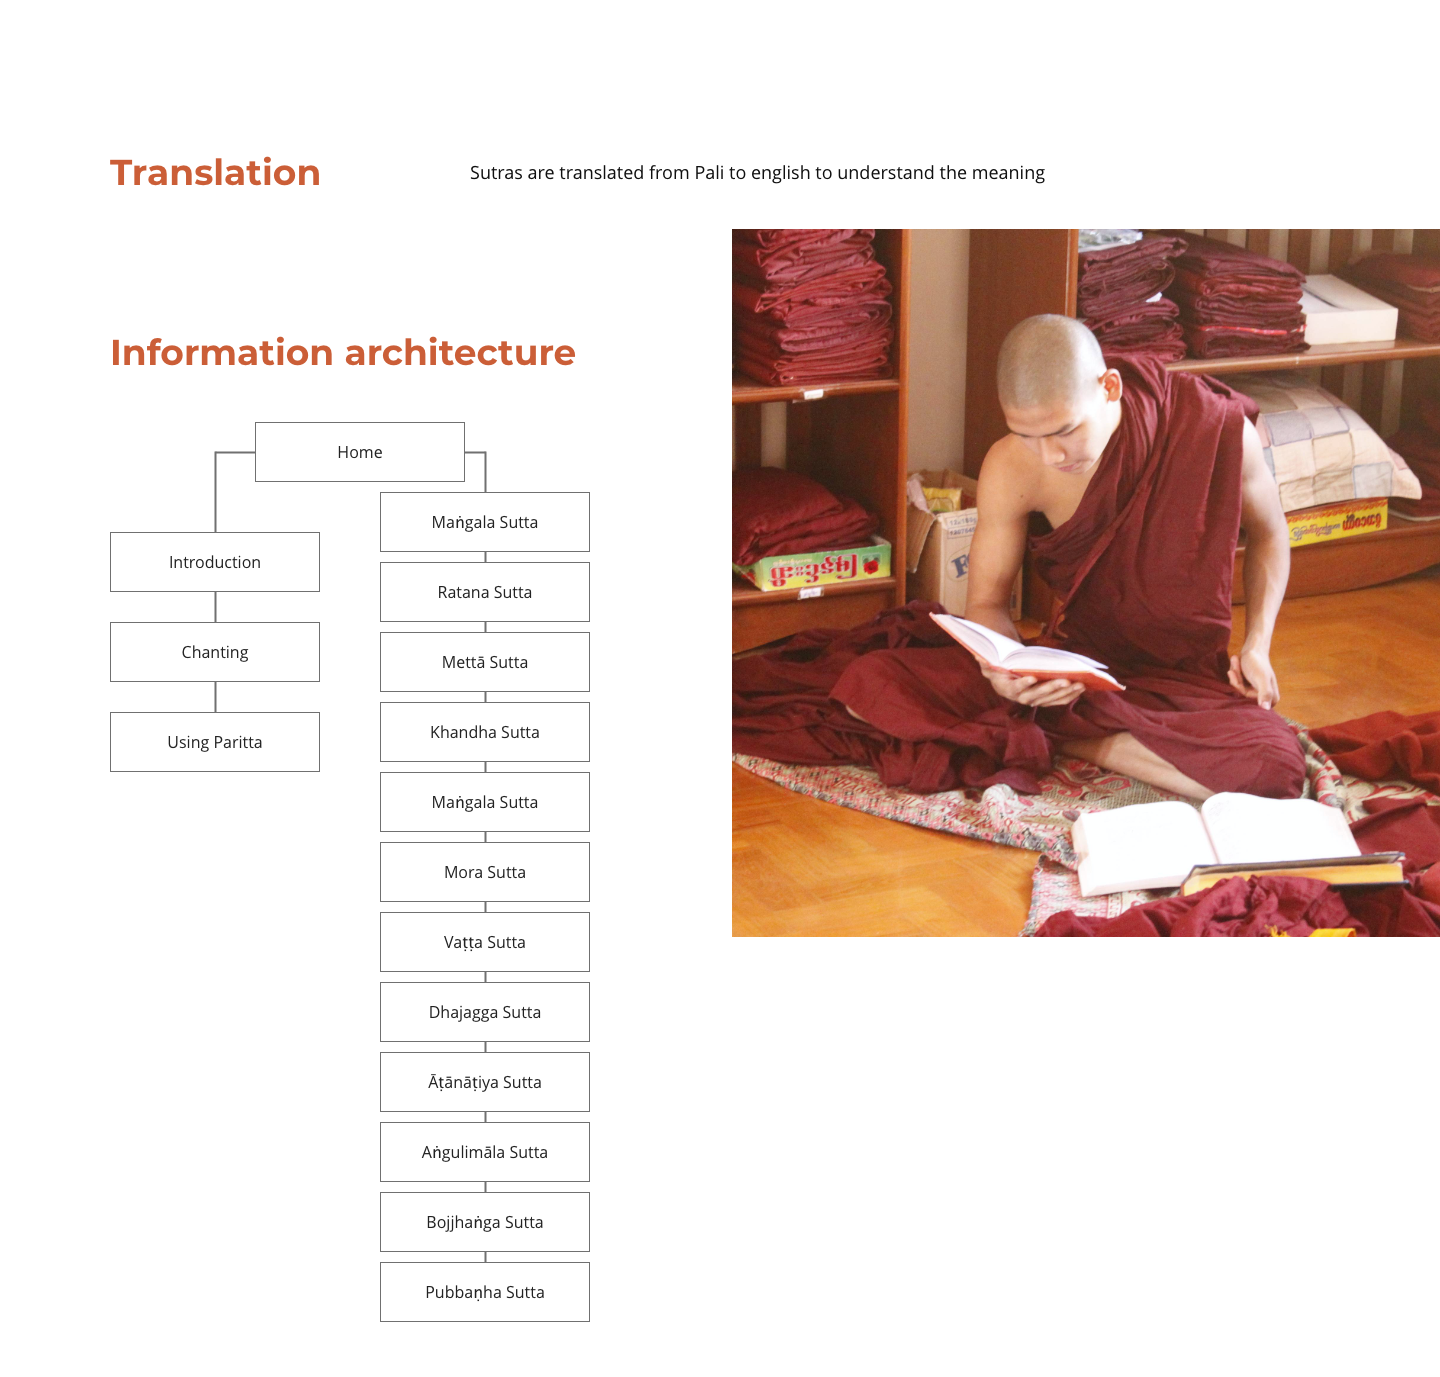 Translation
Sutras are translated from Pali to english to understand the meaning
Information architecture
Home
Introduction
Chanting
Using Paritta
Maṅgala Sutta
Ratana Sutta
Mettā Sutta
Khandha Sutta
Maṅgala Sutta
Mora Sutta
Vaṭṭa Sutta
Dhajagga Sutta
Āṭānāṭiya Sutta
Aṅgulimāla Sutta
Bojjhaṅga Sutta
Pubbaṇha Sutta